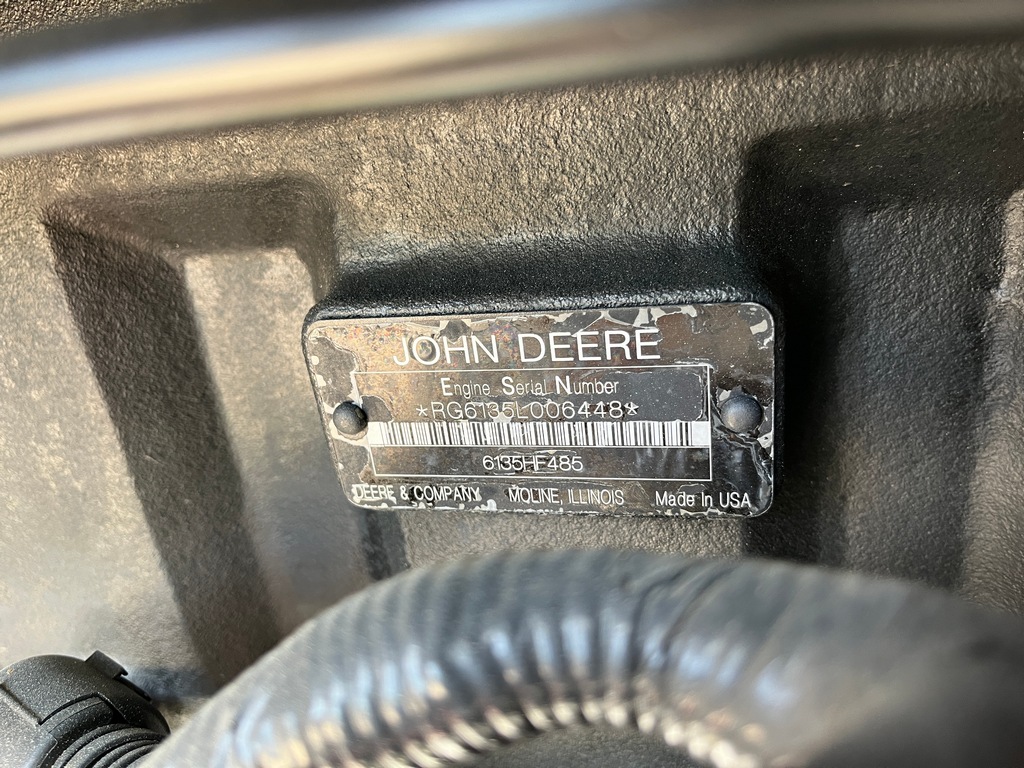 JOHN DEERE
Engine Serial Number
*RG6135L006448*
6135HF485
DEERE & COMPANY MOLINE, ILLINOIS Made In USA